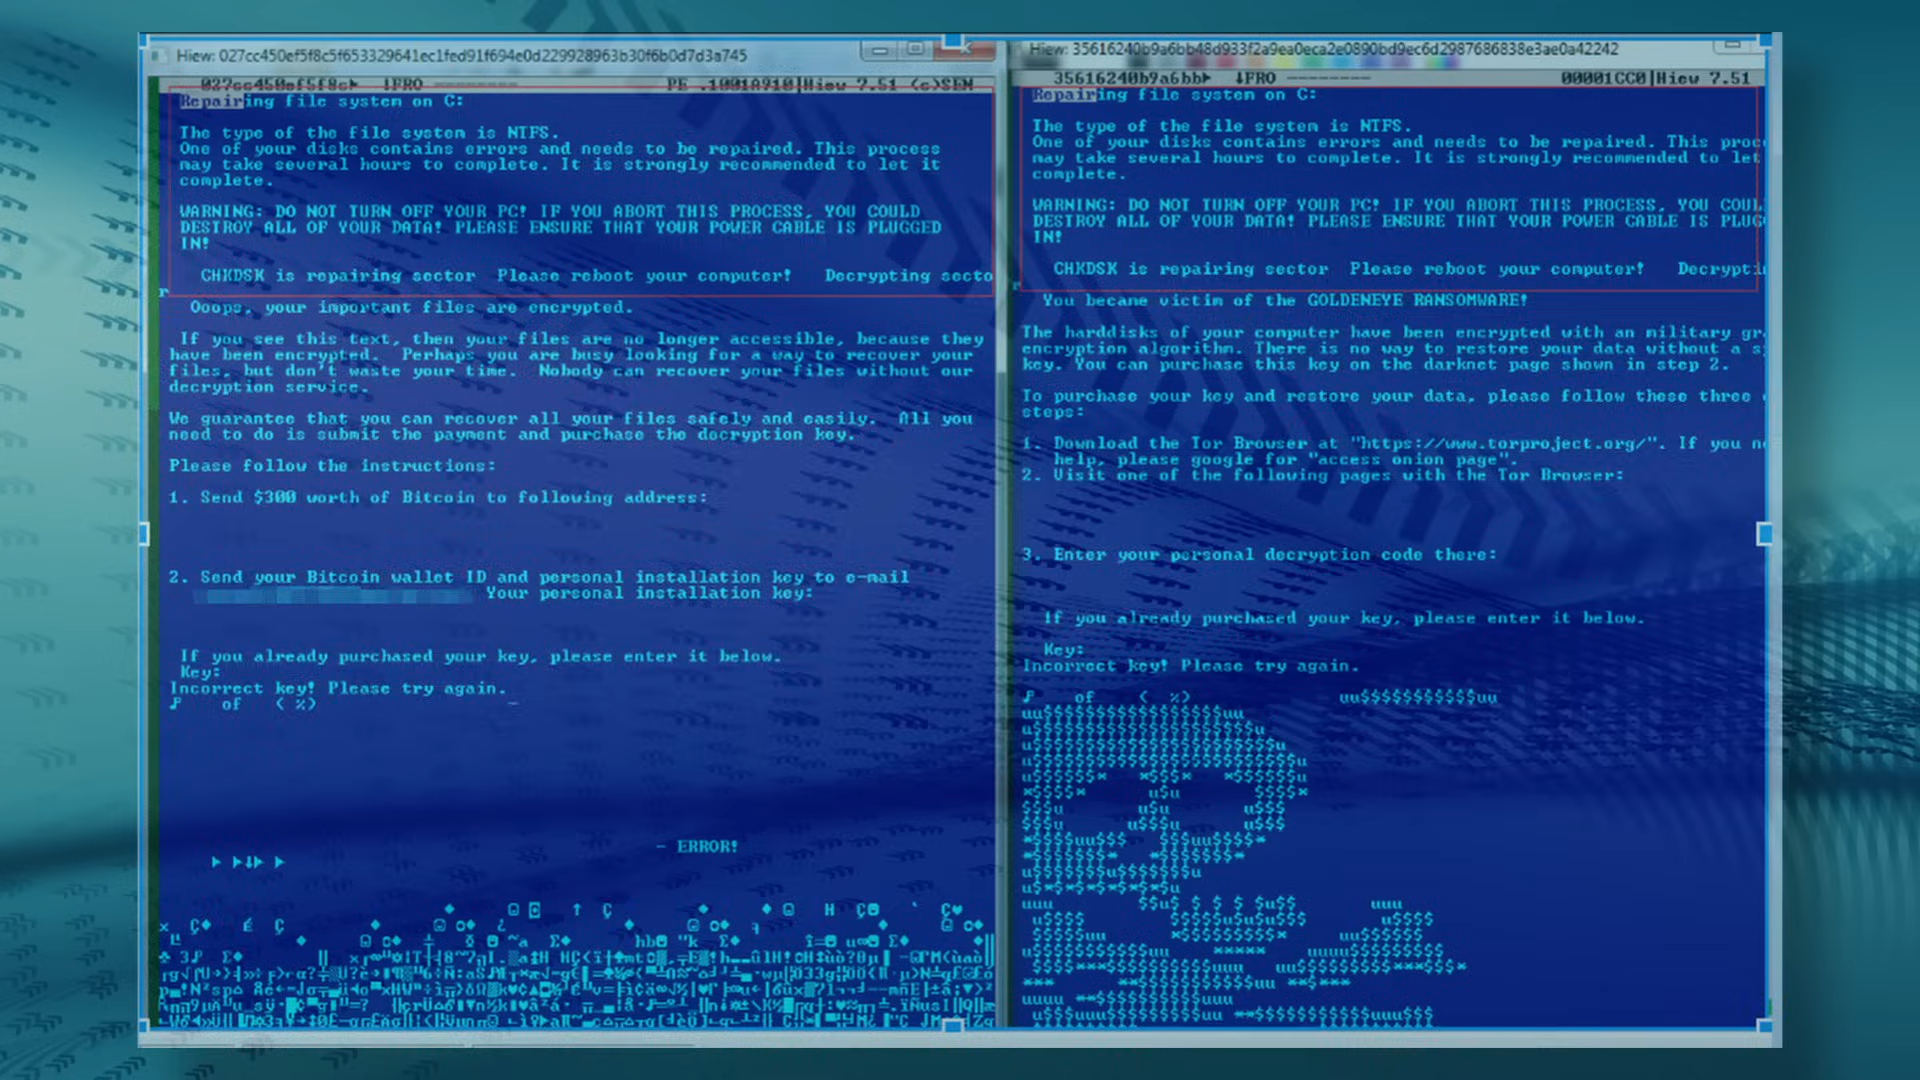 Hiew: 027cc450ef5f8c5f653329641ec1fed91f694e0d229928963b30f6b0d7d3a745
027cc450ef5f8c► ↓FRO --------
PE .1001A910|Hiew 7.51 (c)SEN
Repairing file system on C:
The type of the file system is NTFS.
One of your disks contains errors and needs to be repaired. This process
may take several hours to complete. It is strongly recommended to let it
complete.
WARNING: DO NOT TURN OFF YOUR PC! IF YOU ABORT THIS PROCESS, YOU COULD
DESTROY ALL OF YOUR DATA! PLEASE ENSURE THAT YOUR POWER CABLE IS PLUGGED
IN!
CHKDSK is repairing sector Please reboot your computer! Decrypting secto
r
Ooops, your important files are encrypted.
If you see this text, then your files are no longer accessible, because they
have been encrypted. Perhaps you are busy looking for a way to recover your
files, but don't waste your time. Nobody can recover your files without our
decryption service.
We guarantee that you can recover all your files safely and easily. All you
need to do is submit the payment and purchase the decryption key.
Please follow the instructions:
1. Send $300 worth of Bitcoin to following address:
2. Send your Bitcoin wallet ID and personal installation key to e-mail
Your personal installation key:
If you already purchased your key, please enter it below.
Key:
Incorrect key! Please try again.
of ( %)
- ERROR!
Hiew: 35616240b9a6bb48d933f2a9ea0eca2e0890bd9ec6d2987686838e3ae0a42242
35616240b9a6bb► ↓FRO --------
00001CC0|Hiew 7.51
Repairing file system on C:
The type of the file system is NTFS.
One of your disks contains errors and needs to be repaired. This proc
may take several hours to complete. It is strongly recommended to let
complete.
WARNING: DO NOT TURN OFF YOUR PC! IF YOU ABORT THIS PROCESS, YOU COUL
DESTROY ALL OF YOUR DATA! PLEASE ENSURE THAT YOUR POWER CABLE IS PLUG
IN!
CHKDSK is repairing sector Please reboot your computer! Decrypti
r
You became victim of the GOLDENEYE RANSOMWARE!
The harddisks of your computer have been encrypted with an military gr
encryption algorithm. There is no way to restore your data without a s
key. You can purchase this key on the darknet page shown in step 2.
To purchase your key and restore your data, please follow these three
steps:
1. Download the Tor Browser at "https://www.torproject.org/". If you n
help, please google for "access onion page".
2. Visit one of the following pages with the Tor Browser:
3. Enter your personal decryption code there:
If you already purchased your key, please enter it below.
Key:
Incorrect key! Please try again.
of ( %)